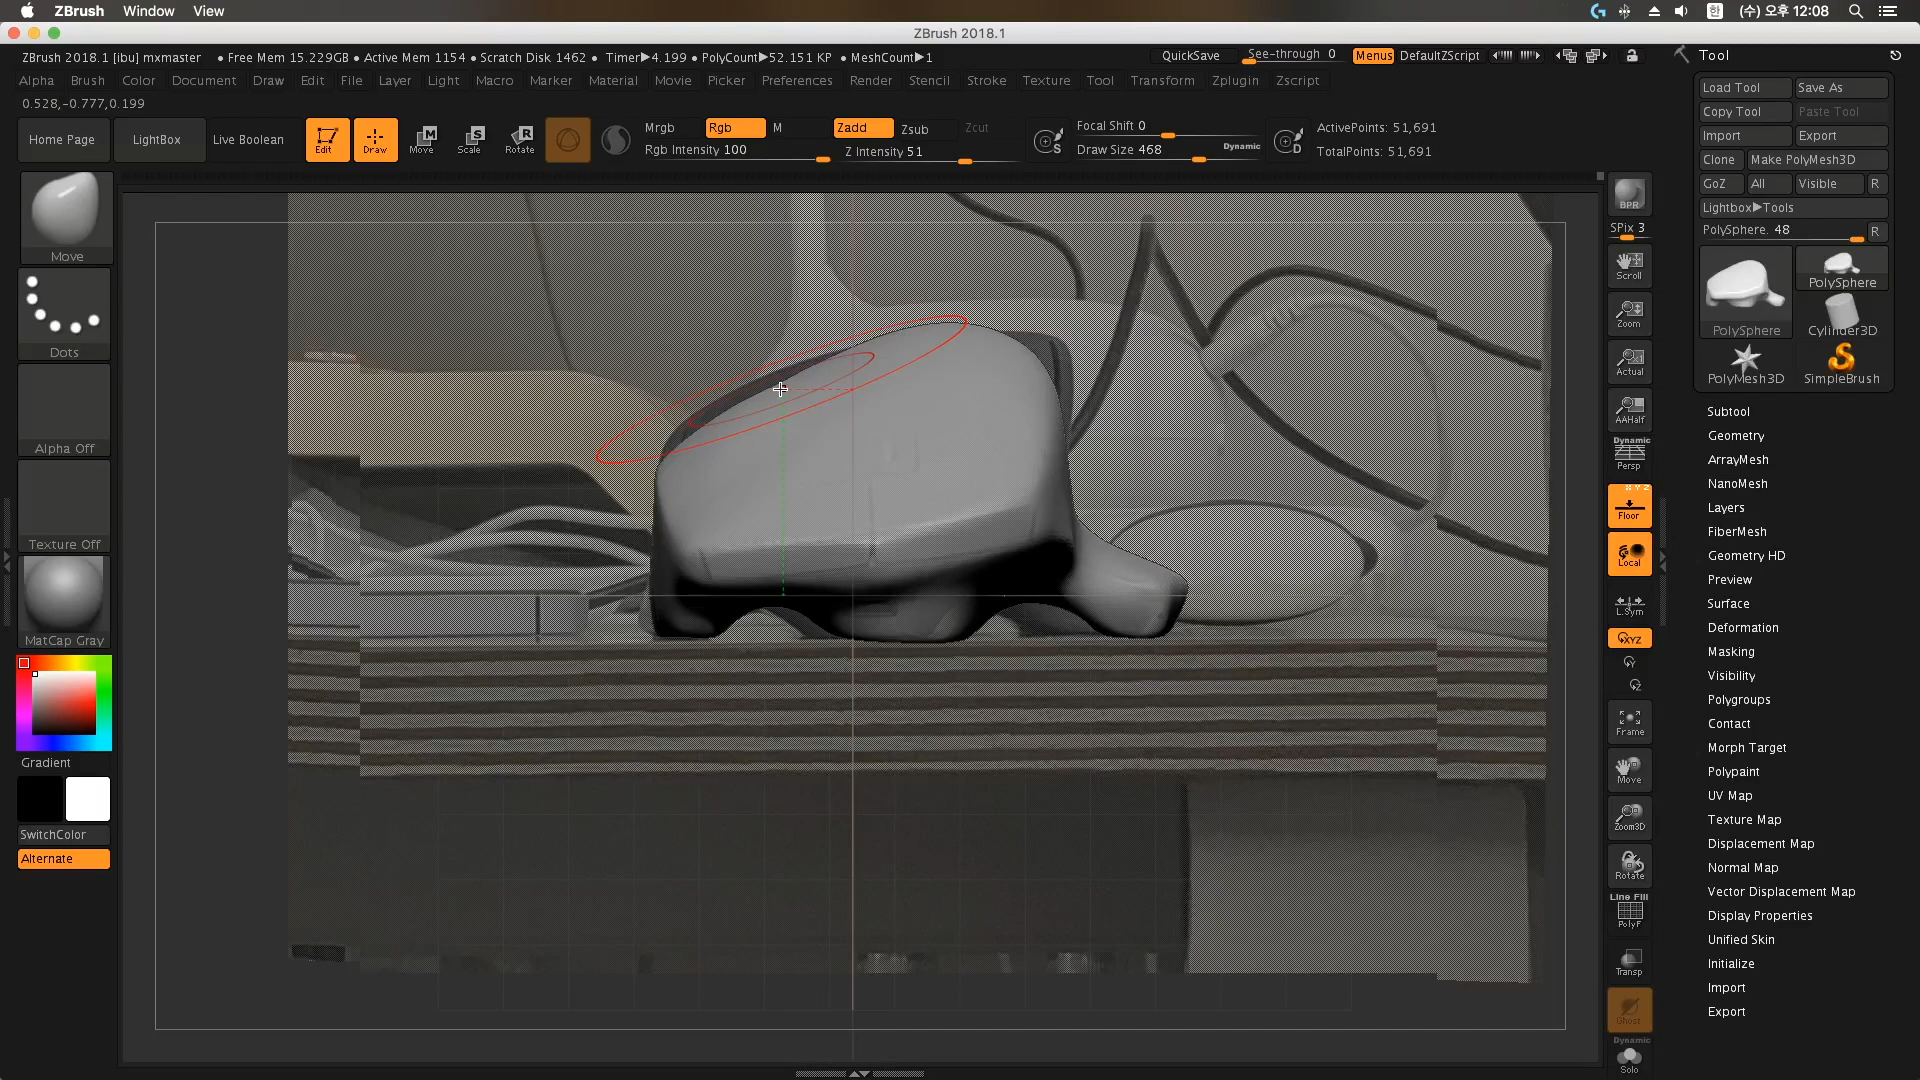 ZBrush Window View
한 (수) 오후 12:08
ZBrush 2018.1
ZBrush 2018.1 [ibu] mxmaster • Free Mem 15.229GB • Active Mem 1154 • Scratch Disk 1462 • Timer▶4.199 • PolyCount▶52.151 KP • MeshCount▶1
QuickSave See-through 0 Menus DefaultZScript
Alpha Brush Color Document Draw Edit File Layer Light Macro Marker Material Movie Picker Preferences Render Stencil Stroke Texture Tool Transform Zplugin Zscript
0.528,-0.777,0.199
Home Page LightBox Live Boolean Edit Draw Move Scale Rotate
Mrgb Rgb M Zadd Zsub Zcut
Rgb Intensity 100 Z Intensity 51
S Focal Shift 0
Draw Size 468 Dynamic D
ActivePoints: 51,691
TotalPoints: 51,691
Move
Dots
Alpha Off
Texture Off
MatCap Gray
Gradient
SwitchColor
Alternate
BPR
SPix 3
Scroll
Zoom
Actual
AAHalf
Dynamic
Persp
X Y Z
Floor
Local
L.Sym
XYZ
Y
Z
Frame
Move
Zoom3D
Rotate
Line Fill
PolyF
Transp
Ghost
Dynamic
Solo
Tool
Load Tool Save As
Copy Tool Paste Tool
Import Export
Clone Make PolyMesh3D
GoZ All Visible R
Lightbox▶Tools
PolySphere. 48 R
PolySphere PolySphere
Cylinder3D
PolyMesh3D SimpleBrush
Subtool
Geometry
ArrayMesh
NanoMesh
Layers
FiberMesh
Geometry HD
Preview
Surface
Deformation
Masking
Visibility
Polygroups
Contact
Morph Target
Polypaint
UV Map
Texture Map
Displacement Map
Normal Map
Vector Displacement Map
Display Properties
Unified Skin
Initialize
Import
Export